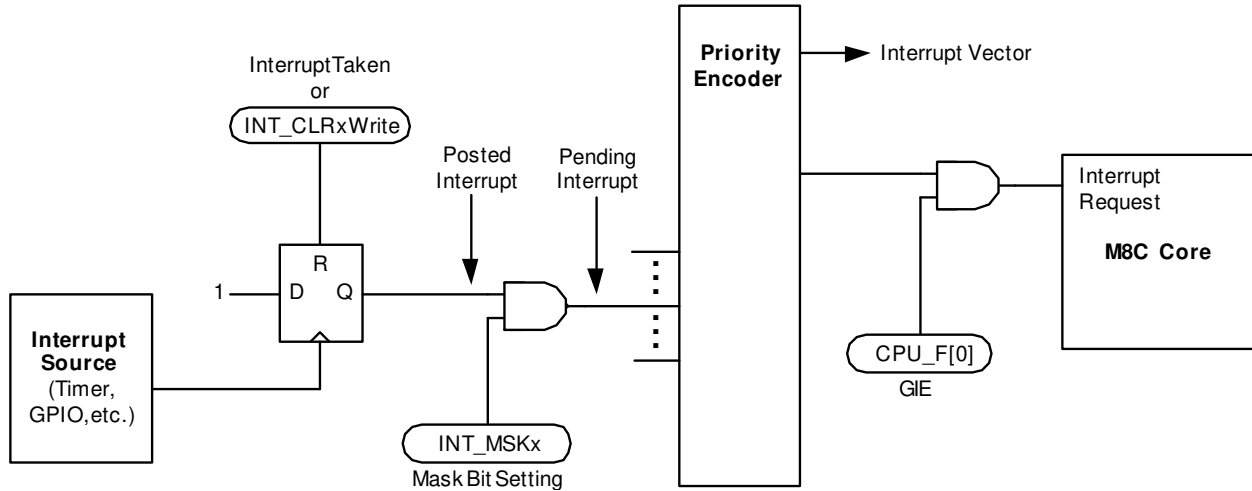 InterruptTaken
or
INT_CLRxWrite
Priority
Encoder
Interrupt Vector
Posted
Interrupt
Pending
Interrupt
Interrupt
Request
M8C Core
R
1
D
Q
Interrupt
Source
(Timer,
GPIO,etc.)
CPU_F[0]
GIE
INT_MSKx
Mask Bit Setting